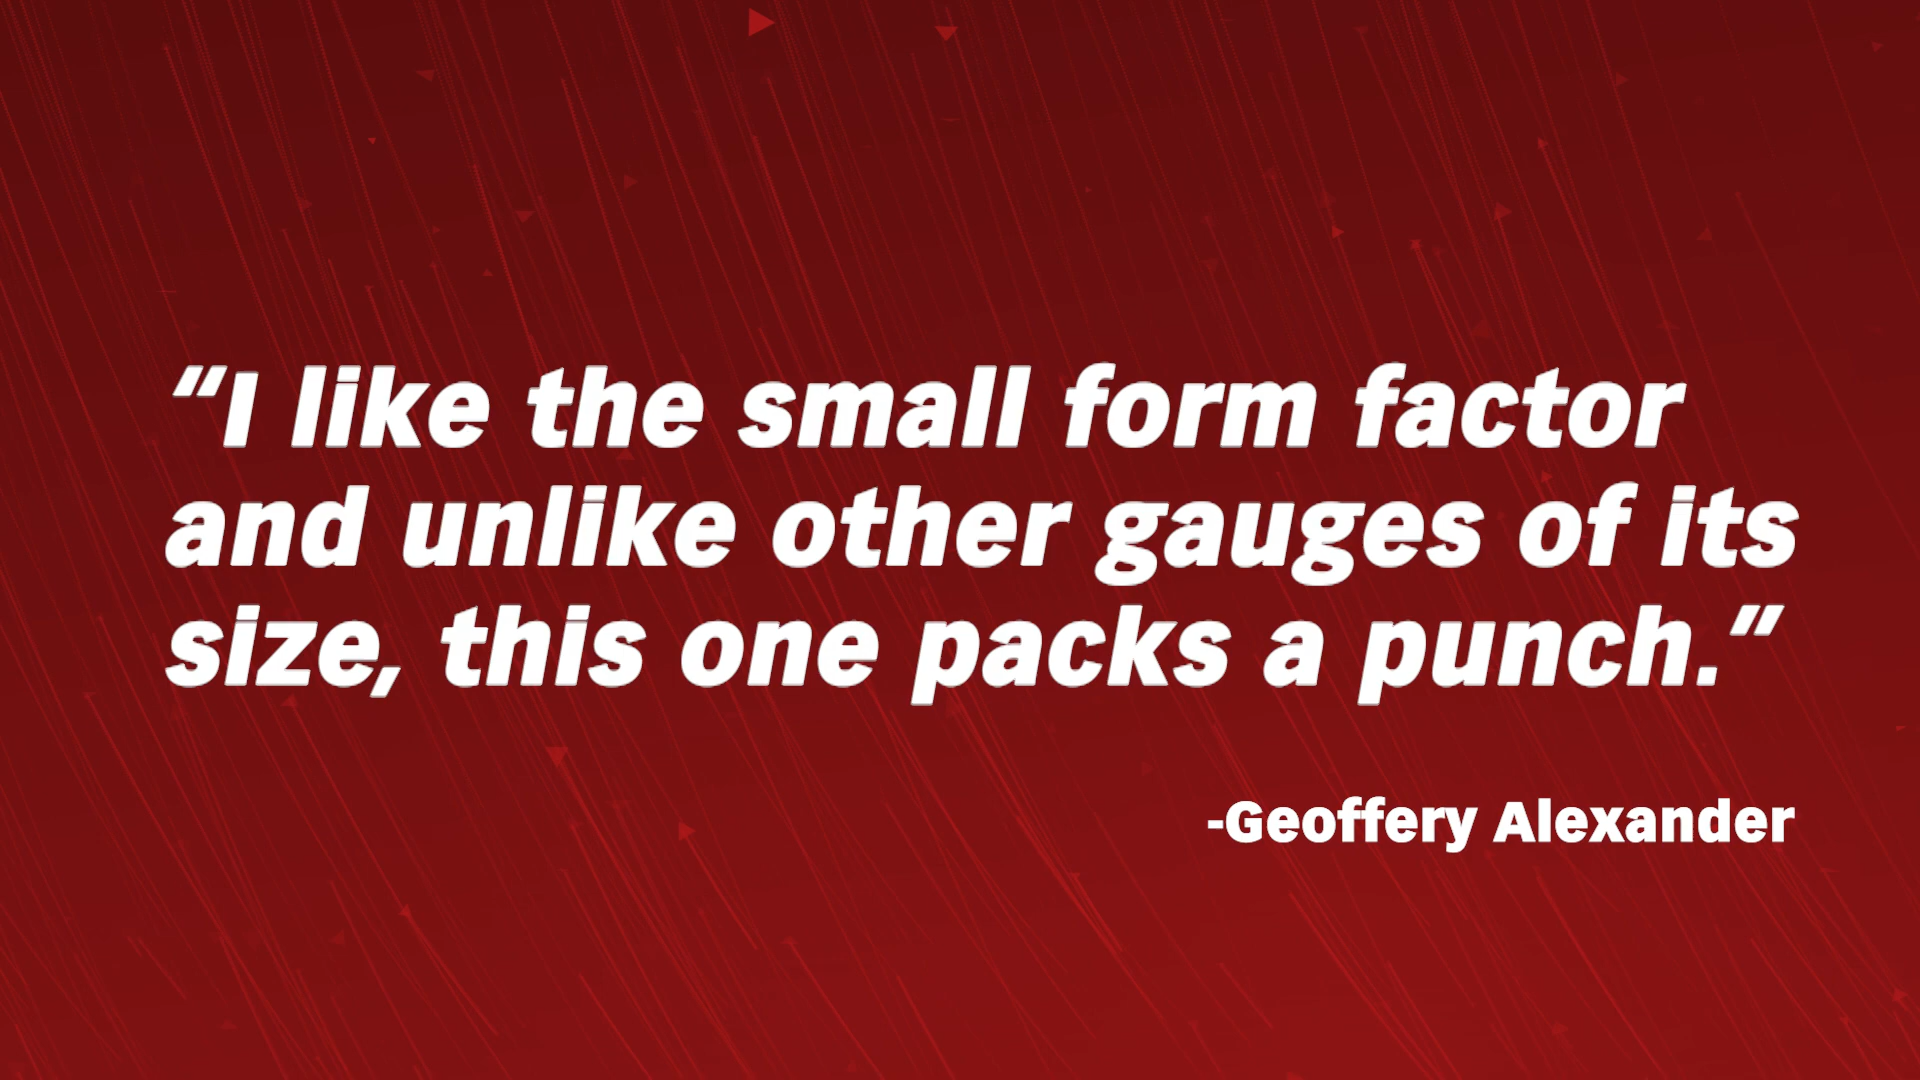 “I like the small form factor
and unlike other gauges of its
size, this one packs a punch.”
-Geoffery Alexander